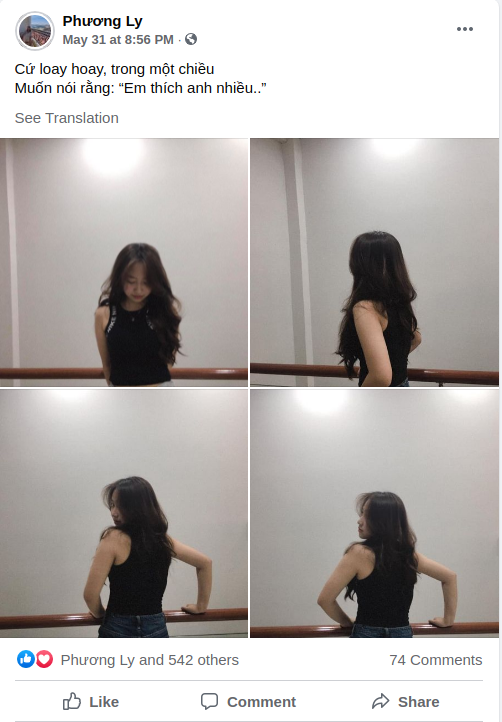 Phương Ly
May 31 at 8:56 PM ·
Cứ loay hoay, trong một chiều
Muốn nói rằng: “Em thích anh nhiều..”
See Translation
Phương Ly and 542 others
74 Comments
Like
Comment
Share